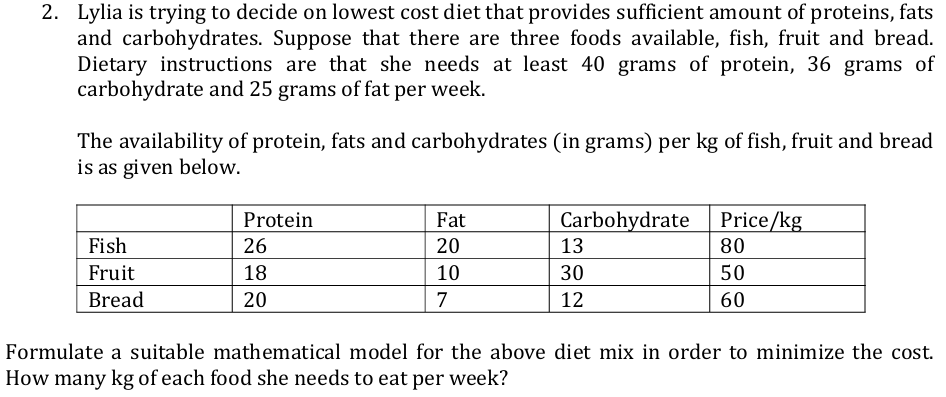 2. Lylia is trying to decide on lowest cost diet that provides sufficient amount of proteins, fats
and carbohydrates. Suppose that there are three foods available, fish, fruit and bread.
Dietary instructions are that she needs at least 40 grams of protein, 36 grams of
carbohydrate and 25 grams of fat per week.
The availability of protein, fats and carbohydrates (in grams) per kg of fish, fruit and bread
is as given below.
Protein Fat Carbohydrate Price/kg
Fish 26 20 13 80
Fruit 18 10 30 50
Bread 20 7 12 60
Formulate a suitable mathematical model for the above diet mix in order to minimize the cost.
How many kg of each food she needs to eat per week?